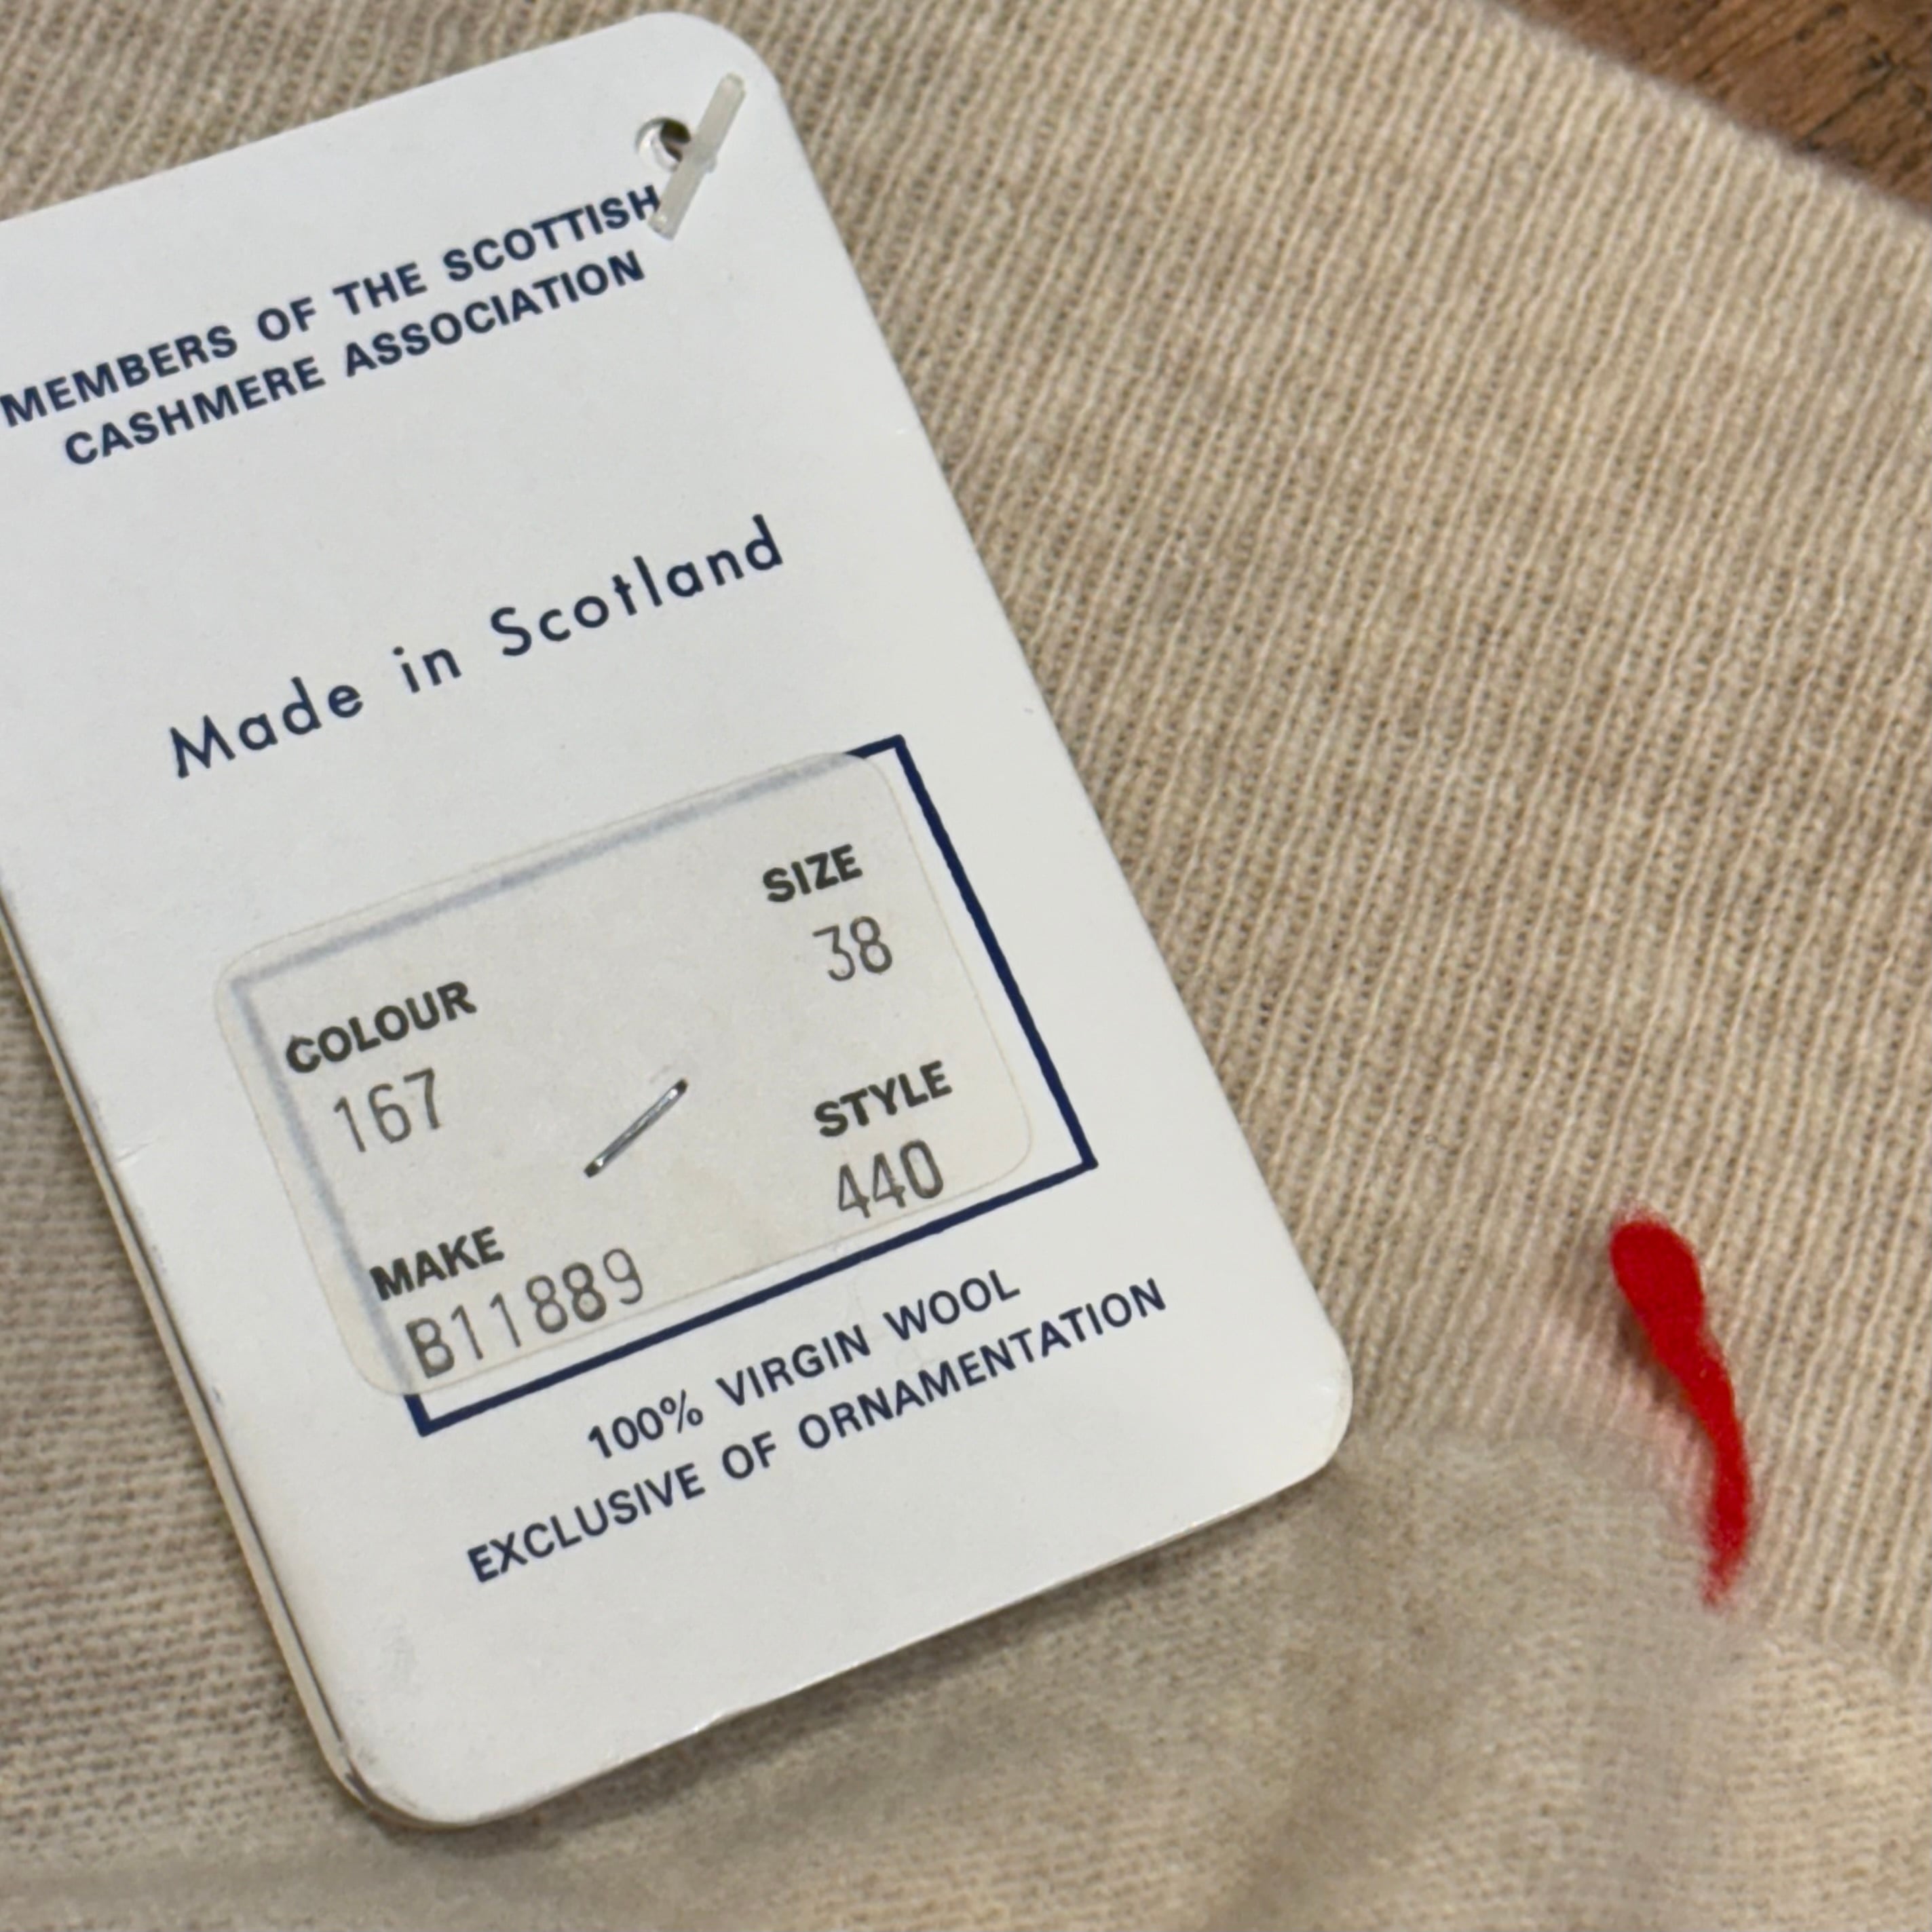 MEMBERS OF THE SCOTTISH
CASHMERE ASSOCIATION
Made in Scotland
COLOUR SIZE
167 38
MAKE STYLE
B11889 440
100% VIRGIN WOOL
EXCLUSIVE OF ORNAMENTATION